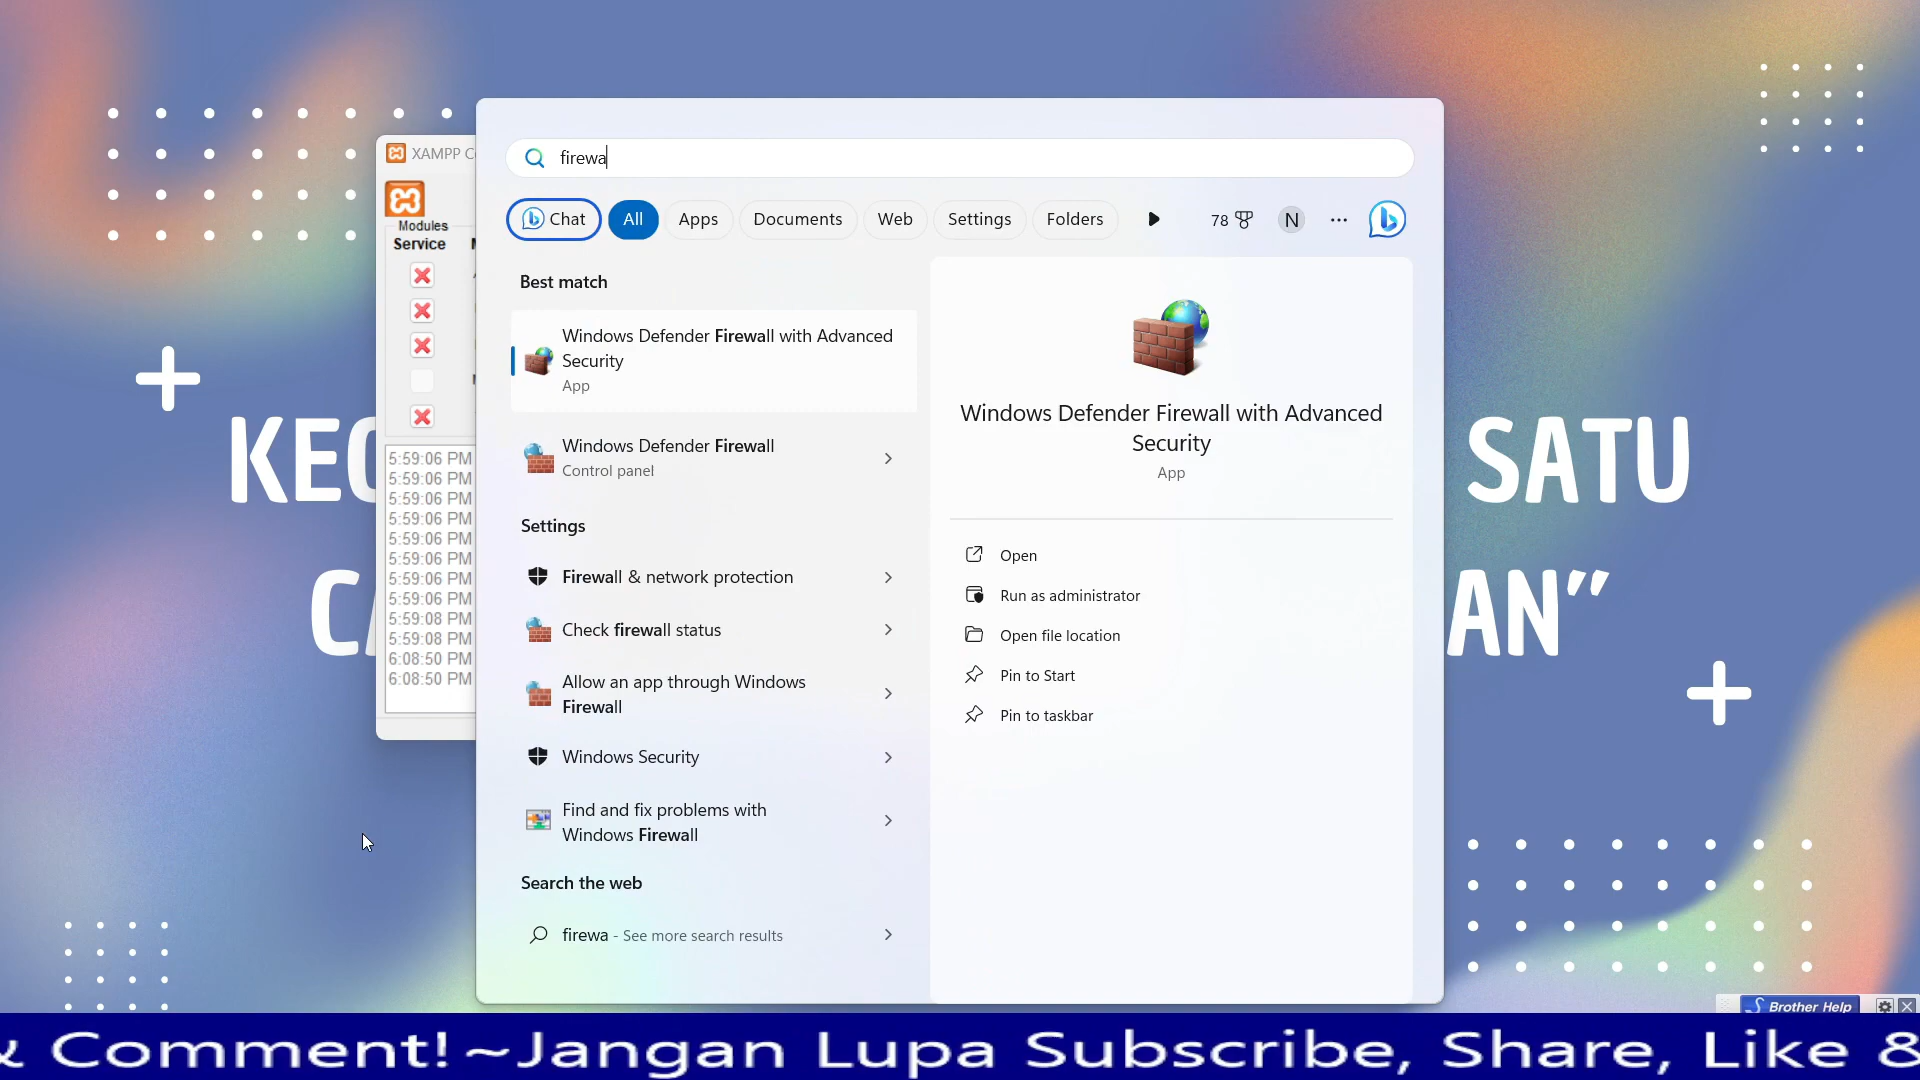 KEC
SATU
CA
AN”
XAMPP C
Modules
Service
5:59:06 PM
5:59:06 PM
5:59:06 PM
5:59:06 PM
5:59:06 PM
5:59:06 PM
5:59:06 PM
5:59:06 PM
5:59:08 PM
5:59:08 PM
6:08:50 PM
6:08:50 PM
firewa
Chat All Apps Documents Web Settings Folders 78 N
Best match
Windows Defender Firewall with Advanced
Security
App
Windows Defender Firewall
Control panel
Settings
Firewall & network protection
Check firewall status
Allow an app through Windows
Firewall
Windows Security
Find and fix problems with
Windows Firewall
Search the web
firewa - See more search results
Windows Defender Firewall with Advanced
Security
App
Open
Run as administrator
Open file location
Pin to Start
Pin to taskbar
Brother Help
& Comment! ~Jangan Lupa Subscribe, Share, Like &